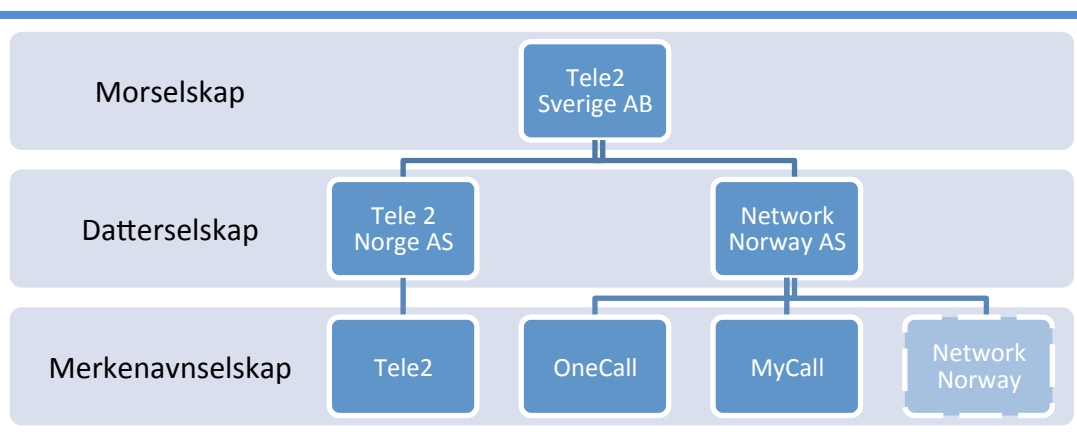 Morselskap
Tele2
Sverige AB
Datterselskap
Tele 2
Norge AS
Network
Norway AS
Merkenavnselskap
Tele2
OneCall
MyCall
Network
Norway